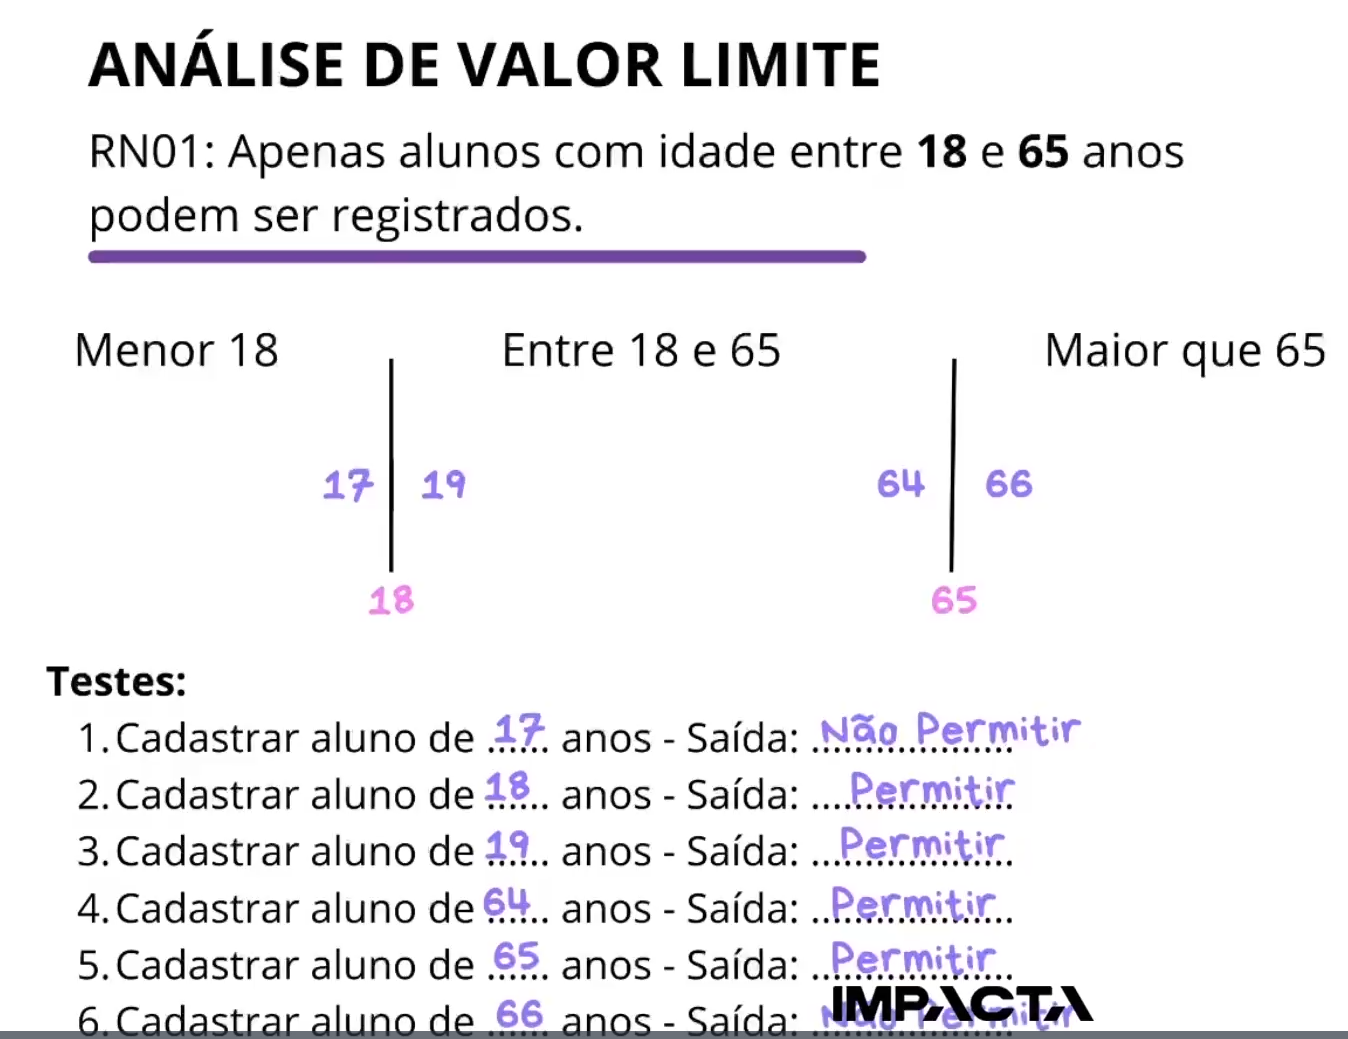 ANÁLISE DE VALOR LIMITE
RN01: Apenas alunos com idade entre 18 e 65 anos
podem ser registrados.
Menor 18 Entre 18 e 65 Maior que 65
17 19 64 66
18 65
Testes:
1. Cadastrar aluno de 17 anos - Saída: Não Permitir
2. Cadastrar aluno de 18 anos - Saída: Permitir
3. Cadastrar aluno de 19 anos - Saída: Permitir
4. Cadastrar aluno de 64 anos - Saída: Permitir
5. Cadastrar aluno de 65 anos - Saída: Permitir
IMPACTA
6. Cadastrar aluno de 66 anos - Saída: Não Permitir